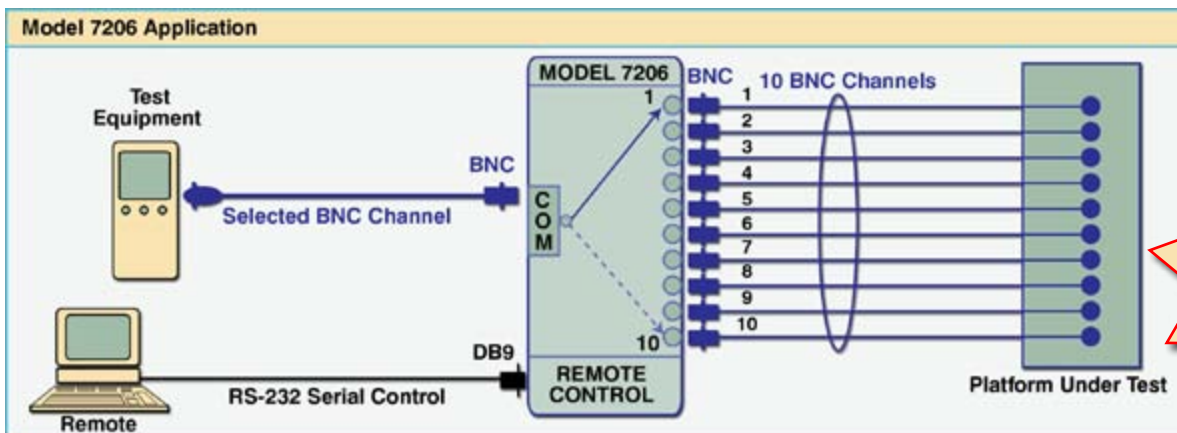 Model 7206 Application
Test
Equipment
BNC
Selected BNC Channel
MODEL 7206
1
C
O
M
10
REMOTE
CONTROL
BNC
10 BNC Channels
1
2
3
4
5
6
7
8
9
10
Platform Under Test
DB9
RS-232 Serial Control
Remote